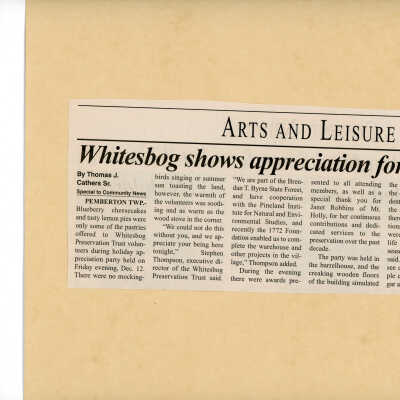 ARTS AND LEISURE
Whitesbog shows appreciation for
By Thomas J.
Cathers Sr.
Special to Community News
PEMBERTON TWP.-
Blueberry cheesecakes
and tasty lemon pies were
only some of the pastries
offered to Whitesbog
Preservation Trust volun-
teers during holiday ap-
preciation party held on
Friday evening, Dec. 12.
There were no mocking-
birds singing or summer
sun toasting the land,
however, the warmth of
the volunteers was sooth-
ing and as warm as the
wood stove in the corner.
"We could not do this
without you, and we ap-
preciate your being here
tonight," Stephen
Thompson, executive di-
rector of the Whitesbog
Preservation Trust said.
"We are part of the Bren-
dan T. Byrne State Forest,
and have cooperation
with the Pineland Insti-
tute for Natural and Envi-
ronmental Studies, and
recently the 1772 Foun-
dation enabled us to com-
plete the warehouse and
other projects in the vil-
lage," Thompson added.
During the evening
there were awards pre-
sented to all attending
members, as well as a
special thank you for
Janet Robbins of Mt.
Holly, for her continuous
contributions and dedi-
cated services to the
preservation over the past
decade.
The party was held in
the barrelhouse, and the
creaking wooden floors
of the building simulated